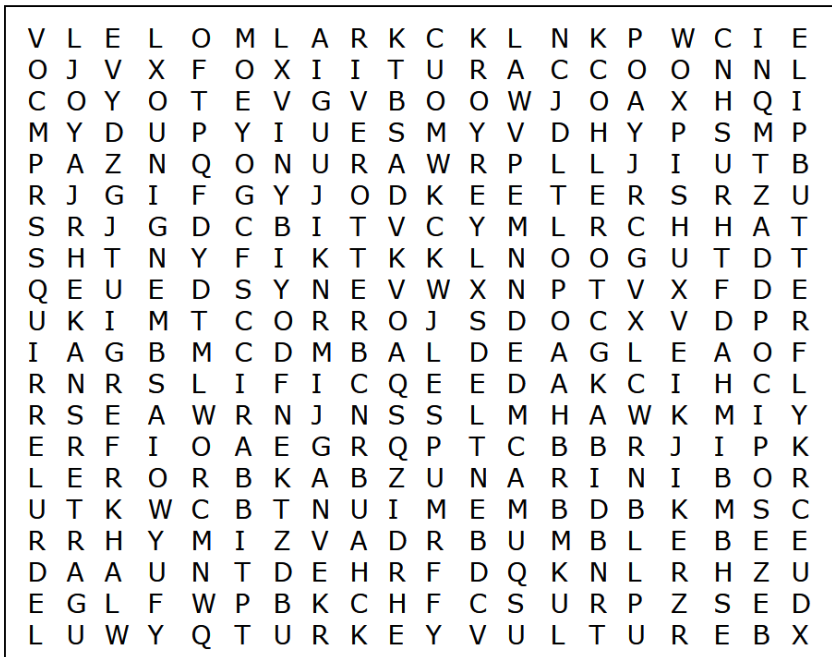 V L E L O M L A R K C K L N K P W C I E
O J V X F O X I I T U R A C C O O N N L
C O Y O T E V G V B O O W J O A X H Q I
M Y D U P Y I U E S M Y V D H Y P S M P
P A Z N Q O N U R A W R P L L J I U T B
R J G I F G Y J O D K E E T E R S R Z U
S R J G D C B I T V C Y M L R C H H A T
S H T N Y F I K T K K L N O O G U T D T
Q E U E D S Y N E V W X N P T V X F D E
U K I M T C O R R O J S D O C X V D P R
I A G B M C D M B A L D E A G L E A O F
R N R S L I F I C Q E E D A K C I H C L
R S E A W R N J N S S L M H A W K M I Y
E R F I O A E G R Q P T C B B R J I P K
L E R O R B K A B Z U N A R I N I B O R
U T K W C B T N U I M E M B D B K M S C
R R H Y M I Z V A D R B U M B L E B E E
D A A U N T D E H R F D Q K N L R H Z U
E G L F W P B K C H F C S U R P Z S E D
L U W Y Q T U R K E Y V U L T U R E B X